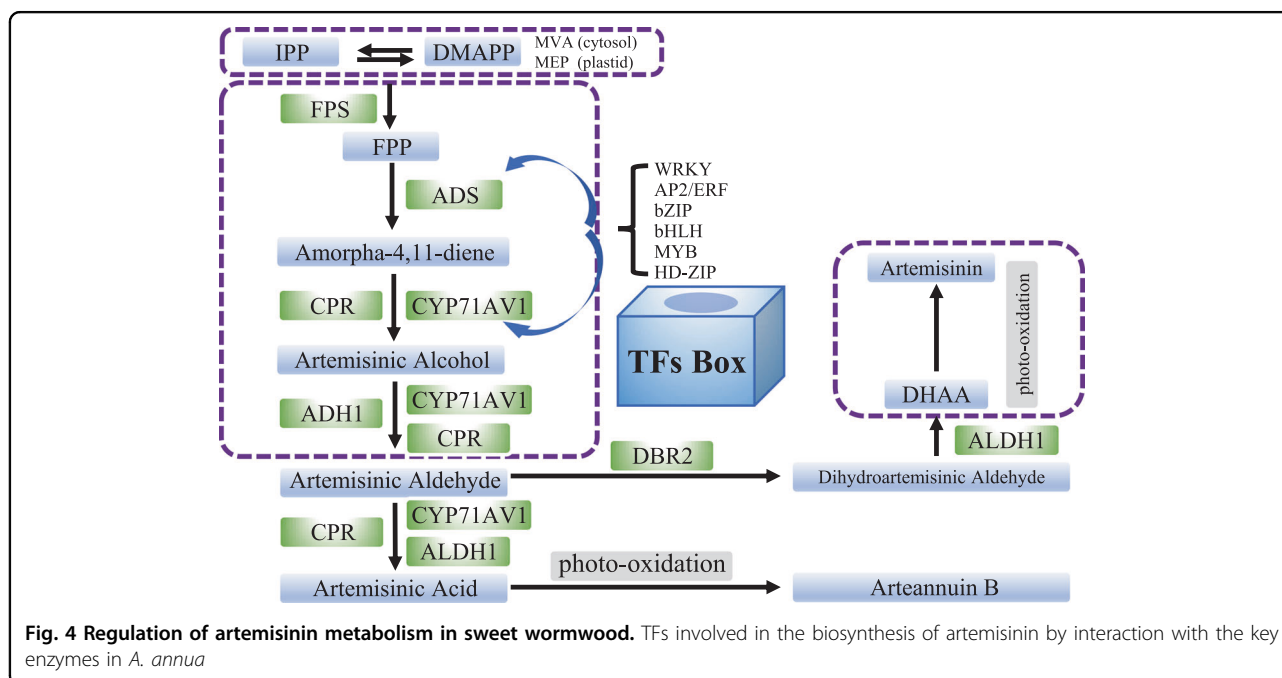 IPP DMAPP MVA (cytosol)
MEP (plastid)
FPS
FPP
ADS
WRKY
AP2/ERF
bZIP
bHLH
MYB
HD-ZIP
Amorpha-4,11-diene
CPR CYP71AV1
Artemisinic Alcohol
ADH1 CYP71AV1
CPR
TFs Box
Artemisinin
photo-oxidation
DHAA
ALDH1
Artemisinic Aldehyde DBR2 Dihydroartemisinic Aldehyde
CPR CYP71AV1
ALDH1
Artemisinic Acid photo-oxidation Arteannuin B
Fig. 4 Regulation of artemisinin metabolism in sweet wormwood. TFs involved in the biosynthesis of artemisinin by interaction with the key
enzymes in A. annua